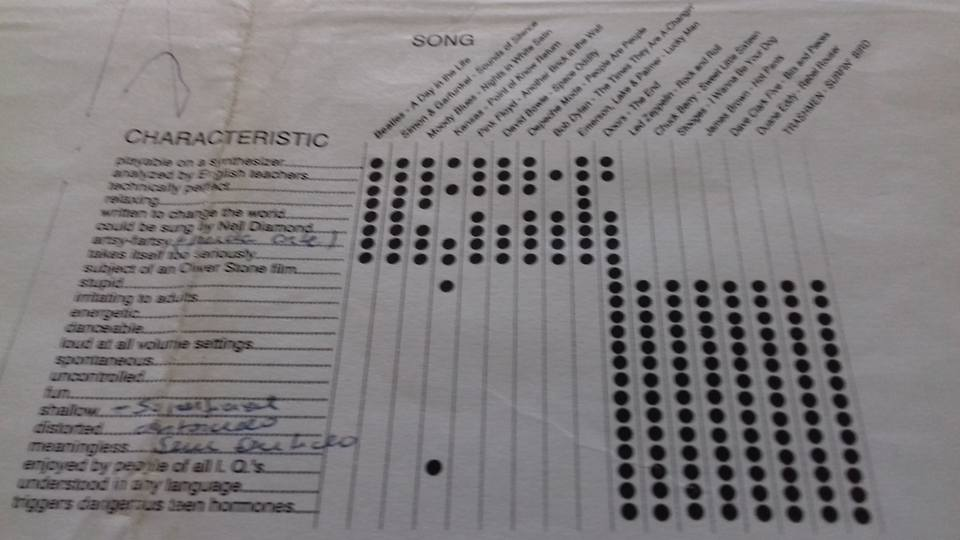 SONG
Beatles - A Day in the Life
Simon & Garfunkel - Sounds of Silence
Moody Blues - Nights in White Satin
Kansas - Point of Know Return
Pink Floyd - Another Brick in the Wall
David Bowie - Space Oddity
Depeche Mode - People Are People
Bob Dylan - The Times They Are A Changin'
Emerson, Lake & Palmer - Lucky Man
Doors - The End
Led Zeppelin - Rock and Roll
Chuck Berry - Sweet Little Sixteen
Stooges - I Wanna Be Your Dog
James Brown - Hot Pants
Dave Clark Five - Bits and Pieces
Duane Eddy - Rebel Rouser
TRASHMEN - SURFIN' BIRD
CHARACTERISTIC
playable on a synthesizer
analyzed by English teachers
technically perfect
relaxing
written to change the world
could be sung by Neil Diamond
artsy-fartsy
takes itself too seriously
subject of an Oliver Stone film
stupid
irritating to adults
energetic
danceable
loud at all volume settings
spontaneous
uncontrolled
fun
shallow
distorted
meaningless
enjoyed by people of all I. Q.'s
understood in any language
triggers dangerous teen hormones